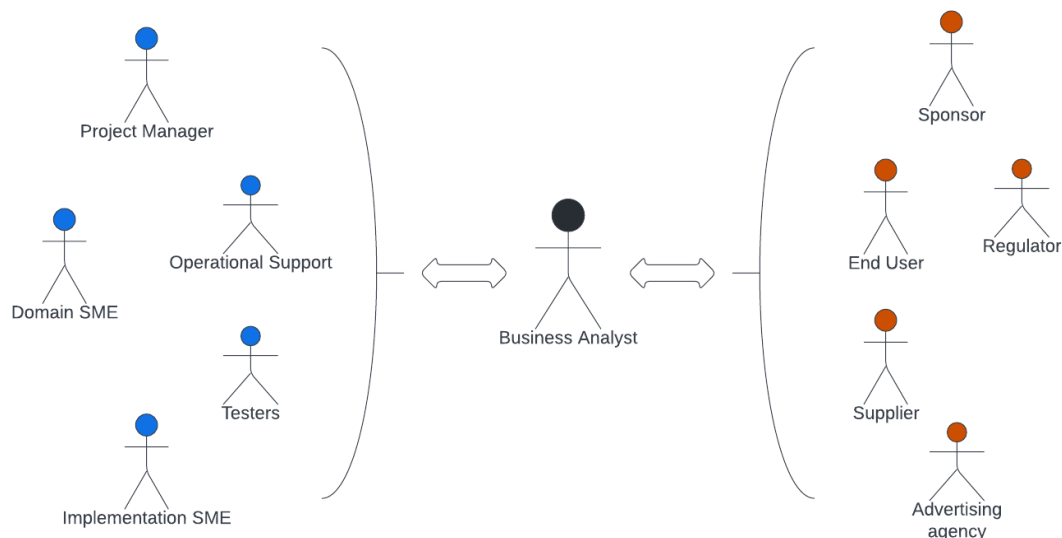 Project Manager
Operational Support
Domain SME
Testers
Implementation SME
Business Analyst
Sponsor
End User
Regulator
Supplier
Advertising
agency